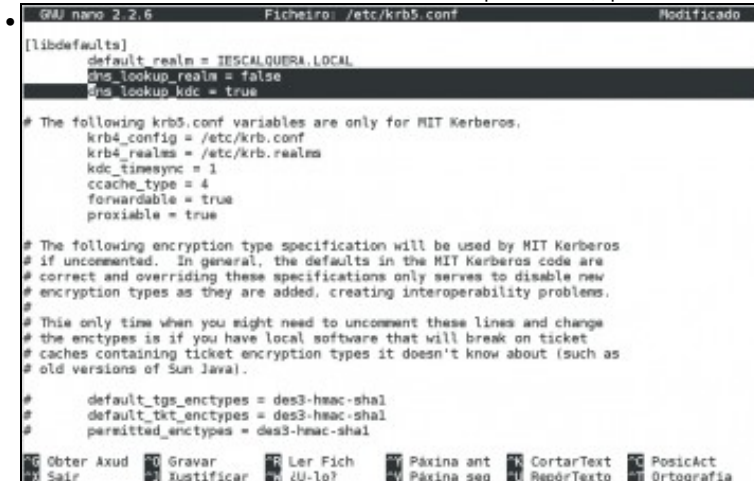 GNU nano 2.2.6 Ficheiro: /etc/krb5.conf Modificado
[libdefaults]
default_realm = IESCALQUERA.LOCAL
dns_lookup_realm = false
dns_lookup_kdc = true
# The following krb5.conf variables are only for MIT Kerberos.
krb4_config = /etc/krb.conf
krb4_realms = /etc/krb.realms
kdc_timesync = 1
ccache_type = 4
forwardable = true
proxiable = true
# The following encryption type specification will be used by MIT Kerberos
# if uncommented. In general, the defaults in the MIT Kerberos code are
# correct and overriding these specifications only serves to disable new
# encryption types as they are added, creating interoperability problems.
#
# Thie only time when you might need to uncomment these lines and change
# the enctypes is if you have local software that will break on ticket
# caches containing ticket encryption types it doesn't know about (such as
# old versions of Sun Java).
# default_tgs_enctypes = des3-hmac-sha1
# default_tkt_enctypes = des3-hmac-sha1
# permitted_enctypes = des3-hmac-sha1
^G Obter Axud ^O Gravar ^R Ler Fich ^Y Páxina ant ^K CortarText ^C PosicAct
^X Sair ^J Xustificar ^W ¿U-lo? ^V Páxina seg ^U RepórTexto ^T Ortografía